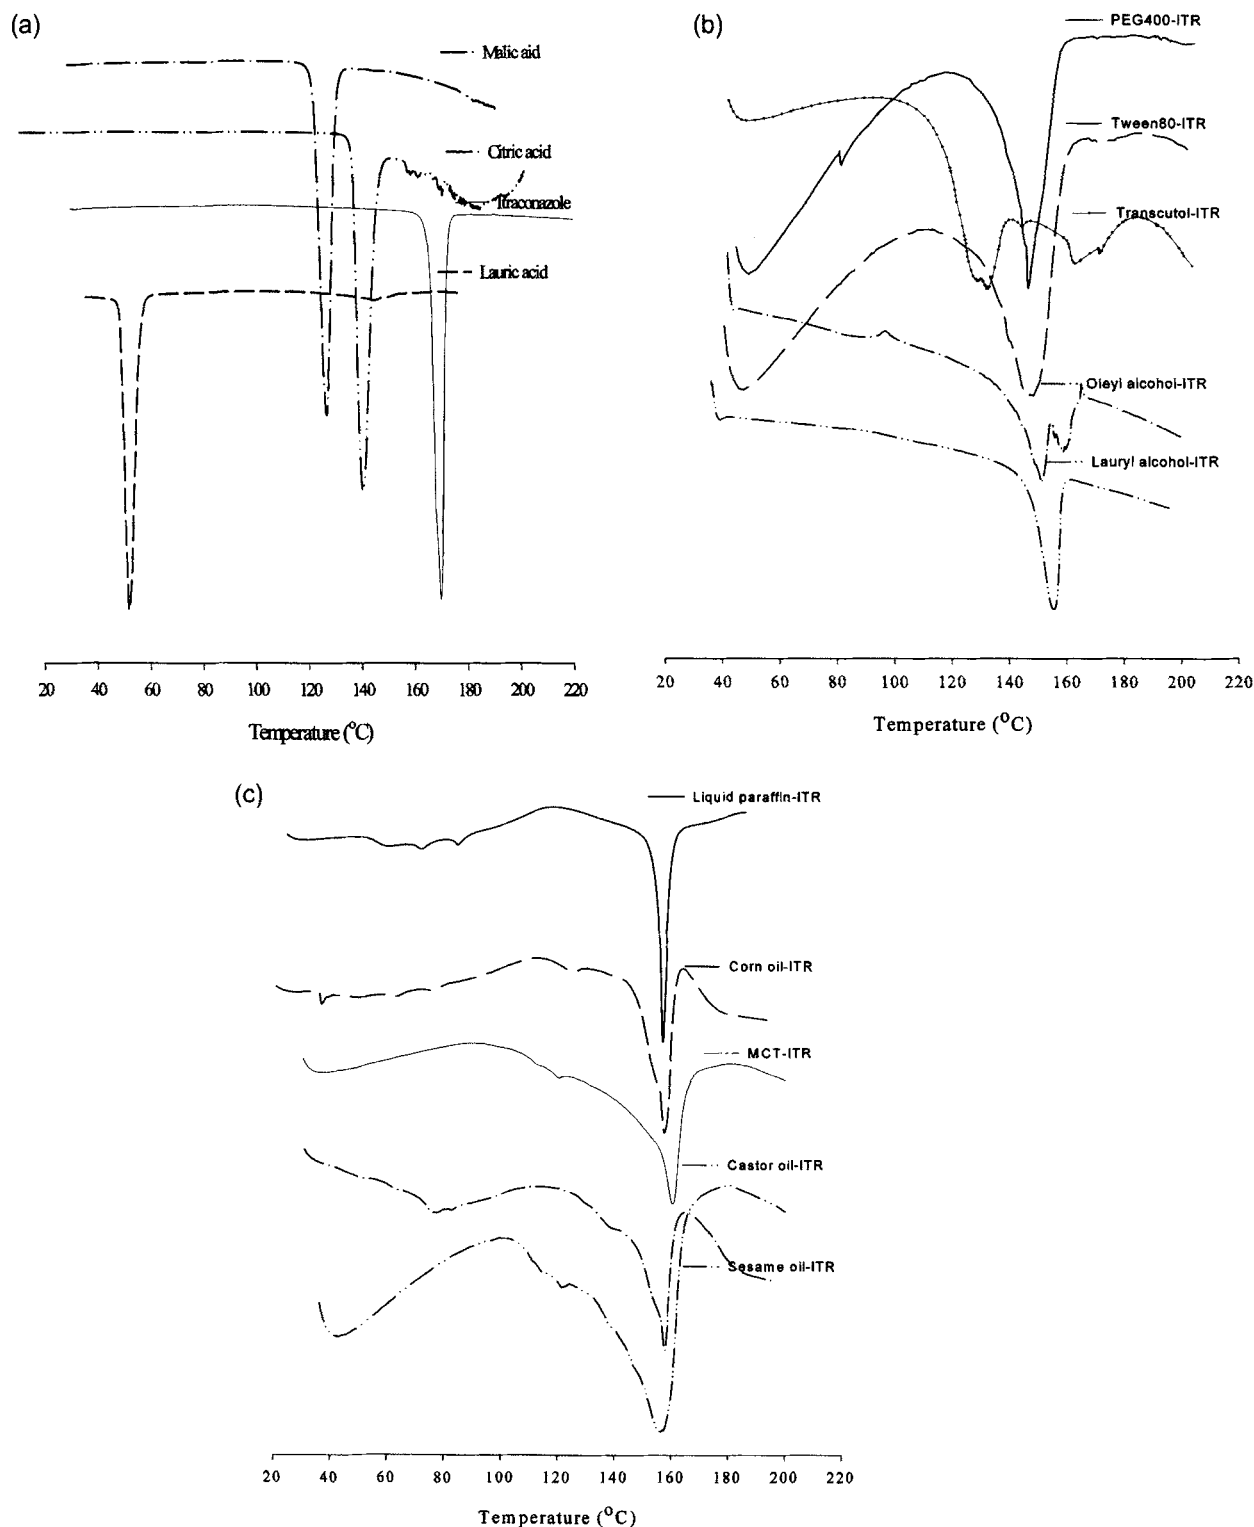 (a)
Malic aid
Citric acid
Itraconazole
Lauric acid
20 40 60 80 100 120 140 160 180 200 220
Temperature (°C)
(b)
PEG400-ITR
Tween80-ITR
Transcutol-ITR
Oleyl alcohol-ITR
Lauryl alcohol-ITR
40 60 80 100 120 140 160 180 200 220
Temperature (°C)
(c)
Liquid paraffin-ITR
Corn oil-ITR
MCT-ITR
Castor oil-ITR
Sesame oil-ITR
20 40 60 80 100 120 140 160 180 200 220
Temperature (°C)